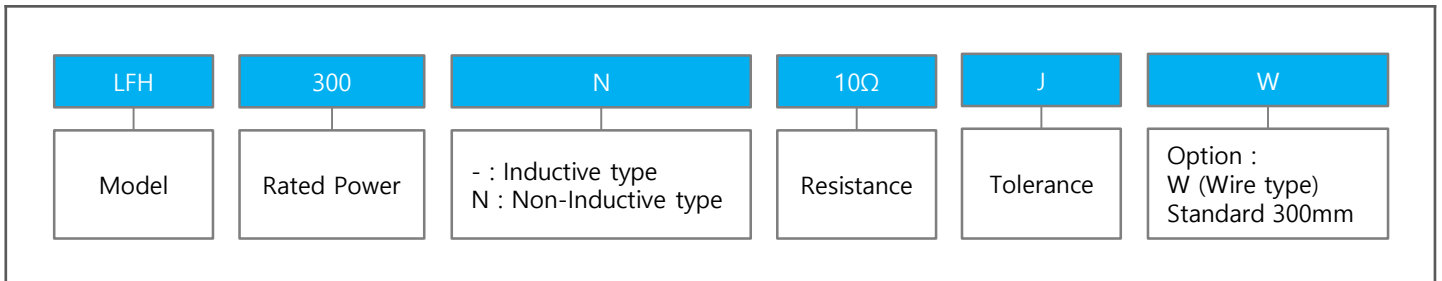 LFH
300
N
10Ω
J
W
Model
Rated Power
- : Inductive type
N : Non-Inductive type
Resistance
Tolerance
Option :
W (Wire type)
Standard 300mm